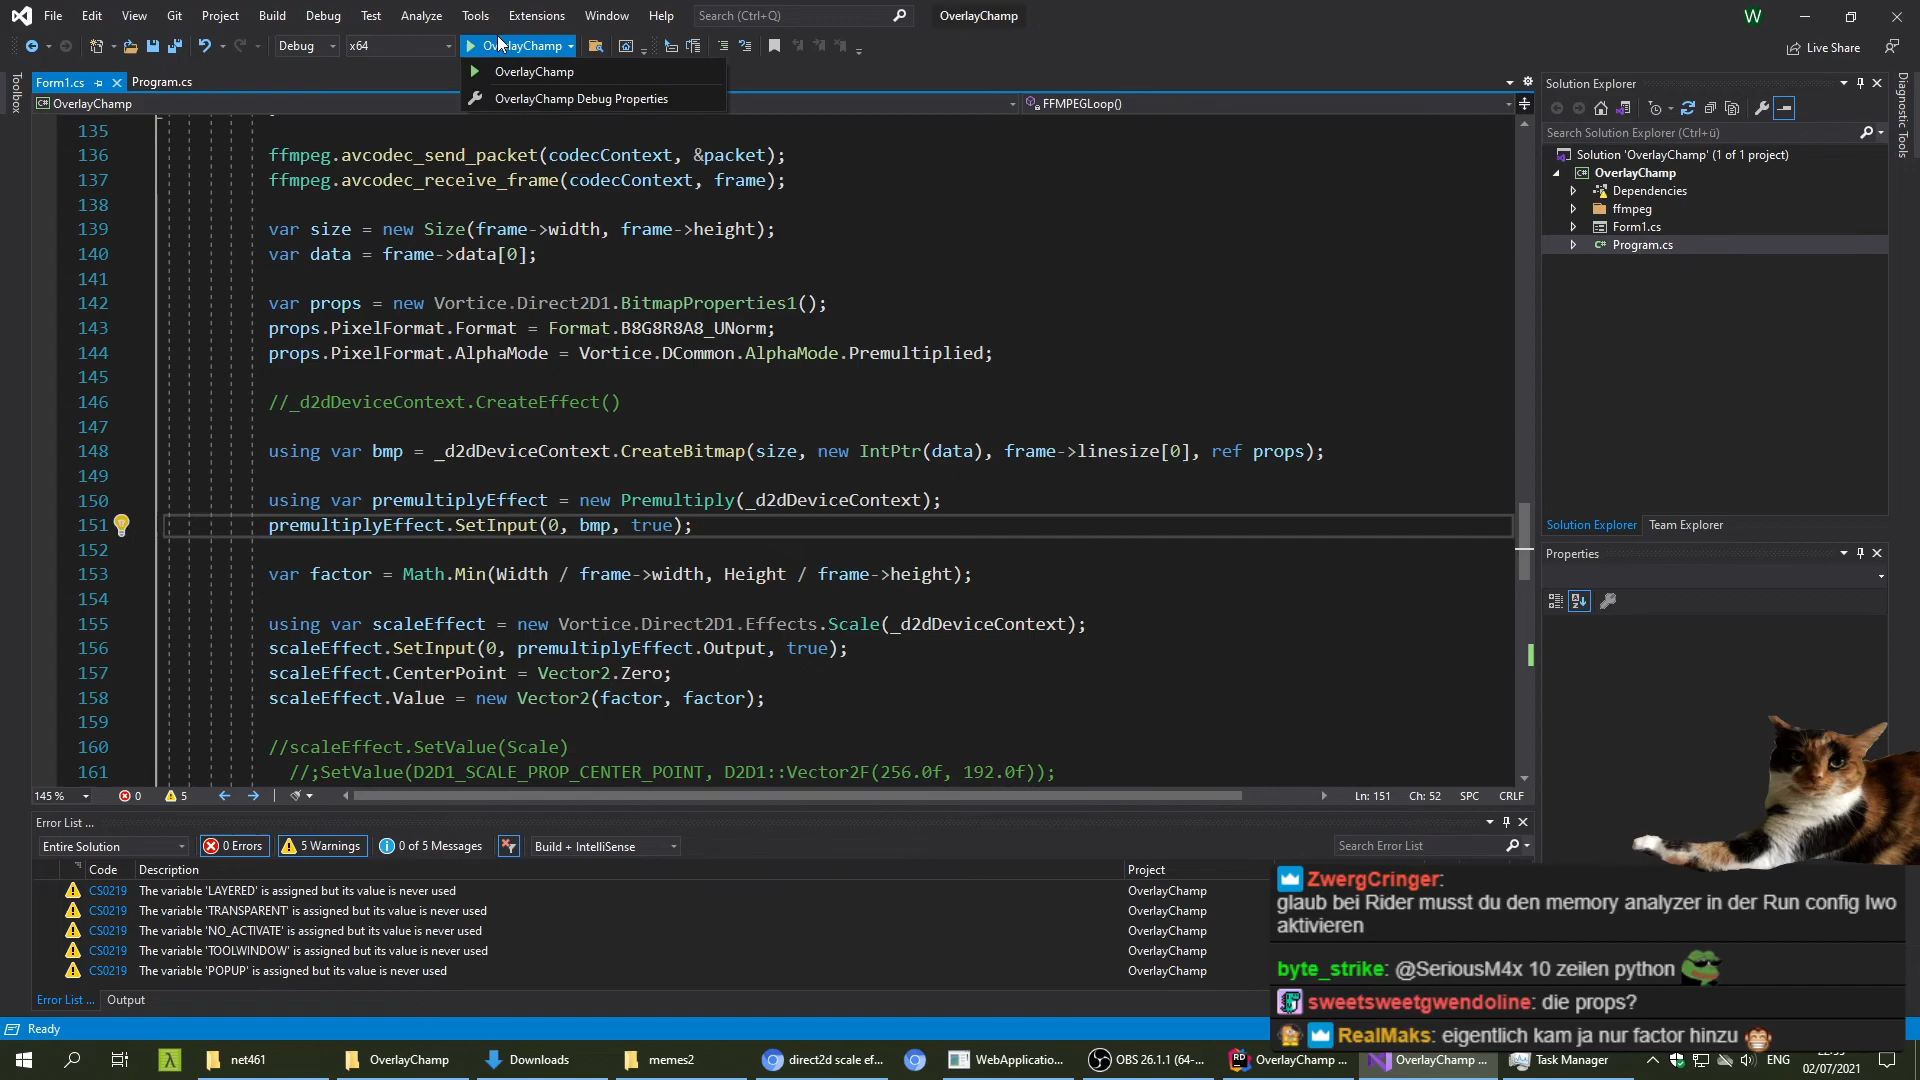 File Edit View Git Project Build Debug Test Analyze Tools Extensions Window Help Search (Ctrl+Q) OverlayChamp W
Debug x64 OverlayChamp Live Share
Toolbox
Form1.cs Program.cs
OverlayChamp FFMPEGLoop()
OverlayChamp
OverlayChamp Debug Properties
135
136 ffmpeg.avcodec_send_packet(codecContext, &packet);
137 ffmpeg.avcodec_receive_frame(codecContext, frame);
138
139 var size = new Size(frame->width, frame->height);
140 var data = frame->data[0];
141
142 var props = new Vortice.Direct2D1.BitmapProperties1();
143 props.PixelFormat.Format = Format.B8G8R8A8_UNorm;
144 props.PixelFormat.AlphaMode = Vortice.DCommon.AlphaMode.Premultiplied;
145
146 //_d2dDeviceContext.CreateEffect()
147
148 using var bmp = _d2dDeviceContext.CreateBitmap(size, new IntPtr(data), frame->linesize[0], ref props);
149
150 using var premultiplyEffect = new Premultiply(_d2dDeviceContext);
151 premultiplyEffect.SetInput(0, bmp, true);
152
153 var factor = Math.Min(Width / frame->width, Height / frame->height);
154
155 using var scaleEffect = new Vortice.Direct2D1.Effects.Scale(_d2dDeviceContext);
156 scaleEffect.SetInput(0, premultiplyEffect.Output, true);
157 scaleEffect.CenterPoint = Vector2.Zero;
158 scaleEffect.Value = new Vector2(factor, factor);
159
160 //scaleEffect.SetValue(Scale)
161 //;SetValue(D2D1_SCALE_PROP_CENTER_POINT, D2D1::Vector2F(256.0f, 192.0f));
145 % 0 5 Ln: 151 Ch: 52 SPC CRLF
Solution Explorer
Search Solution Explorer (Ctrl+ü)
Solution 'OverlayChamp' (1 of 1 project)
OverlayChamp
Dependencies
ffmpeg
Form1.cs
Program.cs
Solution Explorer Team Explorer
Properties
Diagnostic Tools
Error List ...
Entire Solution 0 Errors 5 Warnings 0 of 5 Messages Build + IntelliSense Search Error List
Code Description Project
CS0219 The variable 'LAYERED' is assigned but its value is never used OverlayChamp
CS0219 The variable 'TRANSPARENT' is assigned but its value is never used OverlayChamp
CS0219 The variable 'NO_ACTIVATE' is assigned but its value is never used OverlayChamp
CS0219 The variable 'TOOLWINDOW' is assigned but its value is never used OverlayChamp
CS0219 The variable 'POPUP' is assigned but its value is never used OverlayChamp
Error List ... Output
Ready
ZwergCringer:
glaub bei Rider musst du den memory analyzer in der Run config lwo
aktivieren
byte_strike: @SeriousM4x 10 zeilen python
sweetsweetgwendoline: die props?
RealMaks: eigentlich kam ja nur factor hinzu
net461 OverlayChamp Downloads memes2 direct2d scale ef... WebApplicatio... OBS 26.1.1 (64-... OverlayChamp ... OverlayChamp ... Task Manager ENG
02/07/2021